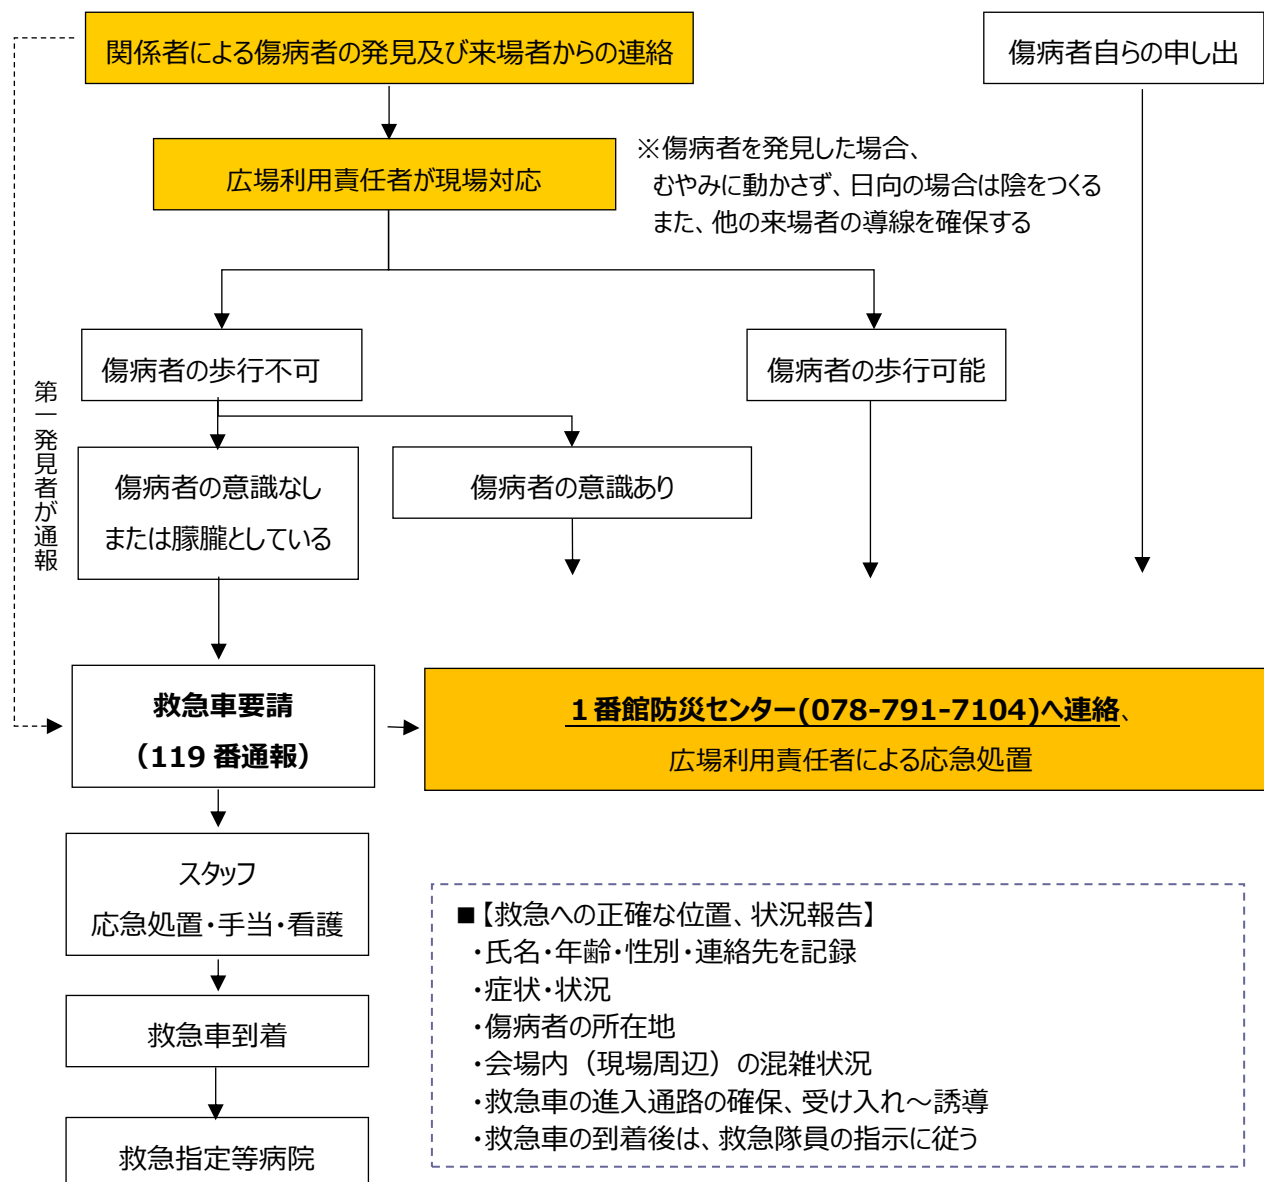 関係者による傷病者の発見及び来場者からの連絡
傷病者自らの申し出
広場利用責任者が現場対応
※傷病者を発見した場合、
むやみに動かさず、日向の場合は陰をつくる
また、他の来場者の導線を確保する
傷病者の歩行不可
傷病者の歩行可能
第一発見者が通報
傷病者の意識なし
または朦朧としている
傷病者の意識あり
救急車要請
（119 番通報）
１番館防災センター(078-791-7104)へ連絡、
広場利用責任者による応急処置
スタッフ
応急処置・手当・看護
救急車到着
救急指定等病院
■【救急への正確な位置、状況報告】
・氏名・年齢・性別・連絡先を記録
・症状・状況
・傷病者の所在地
・会場内（現場周辺）の混雑状況
・救急車の進入通路の確保、受け入れ～誘導
・救急車の到着後は、救急隊員の指示に従う